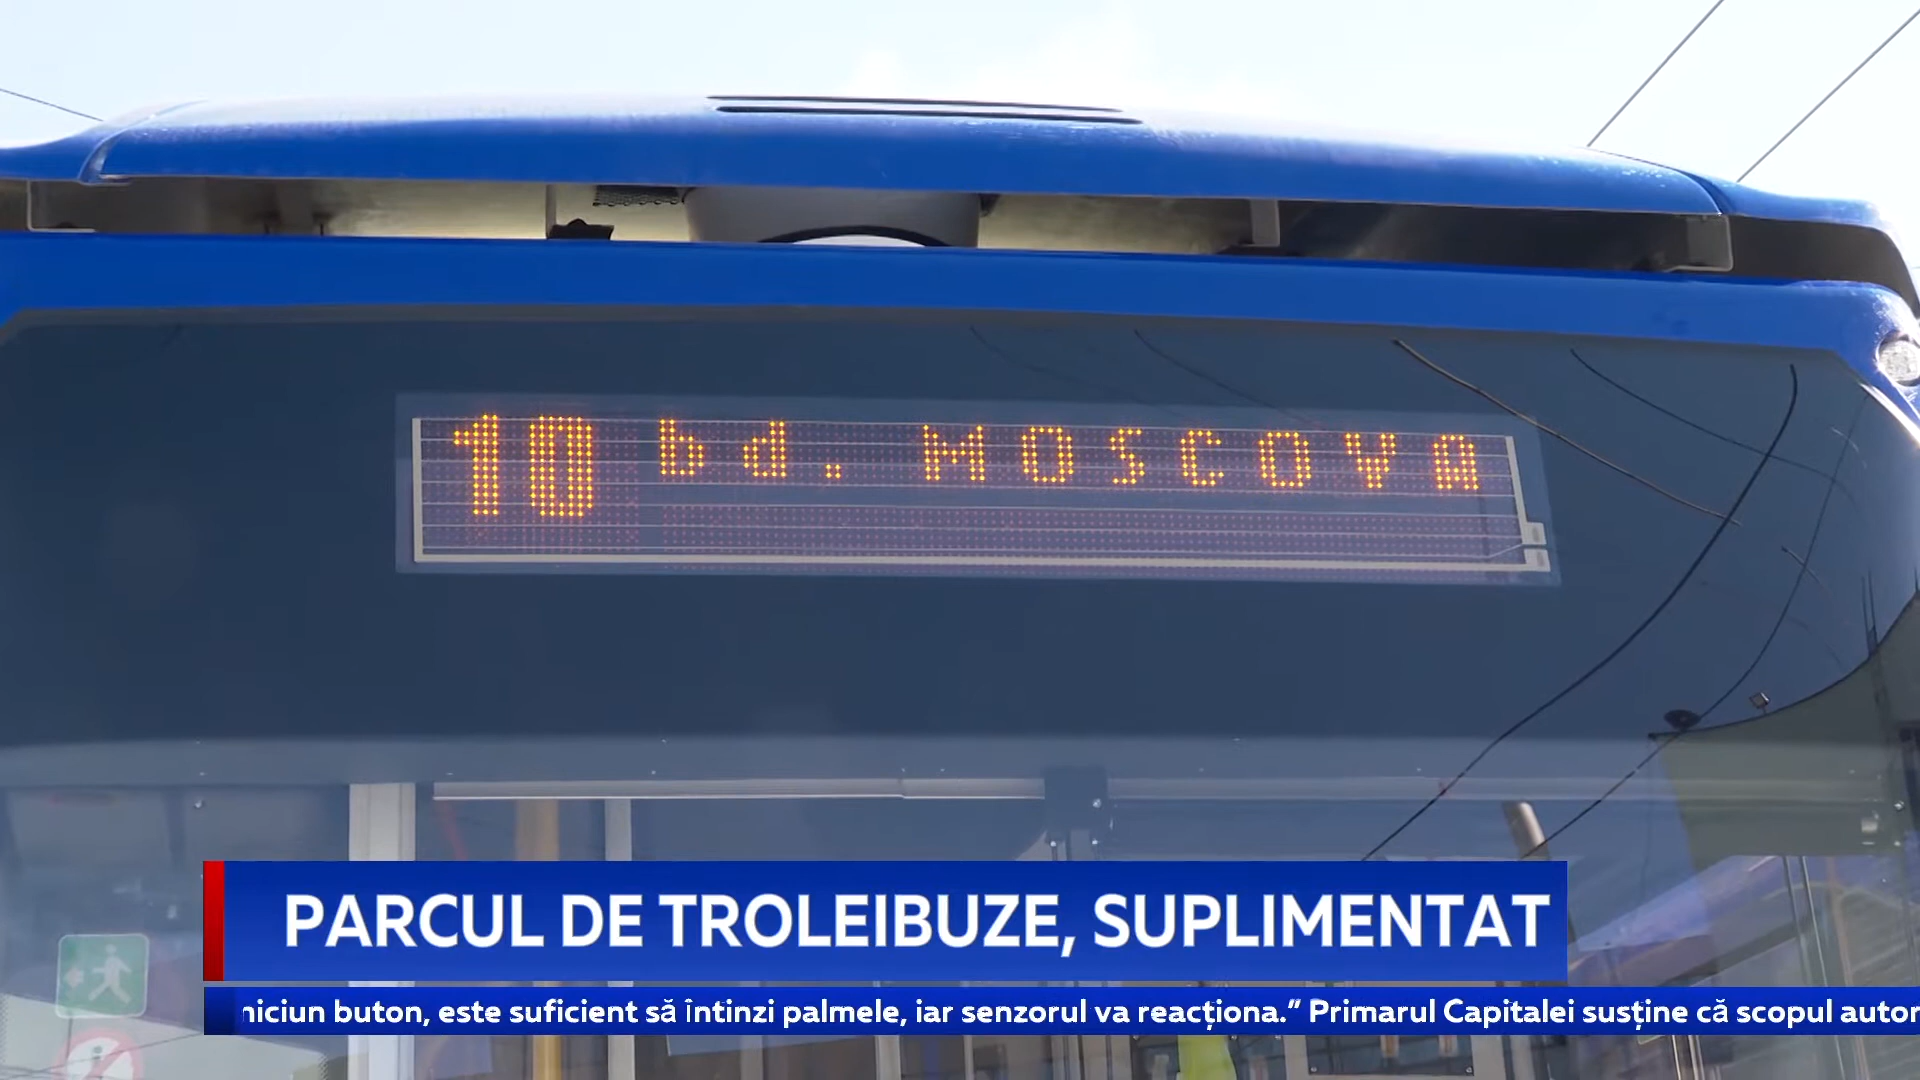 10 bd. MOSCOVA
PARCUL DE TROLEIBUZE, SUPLIMENTAT
niciun buton, este suficient să întinzi palmele, iar senzorul va reacționa.” Primarul Capitalei susține că scopul autor